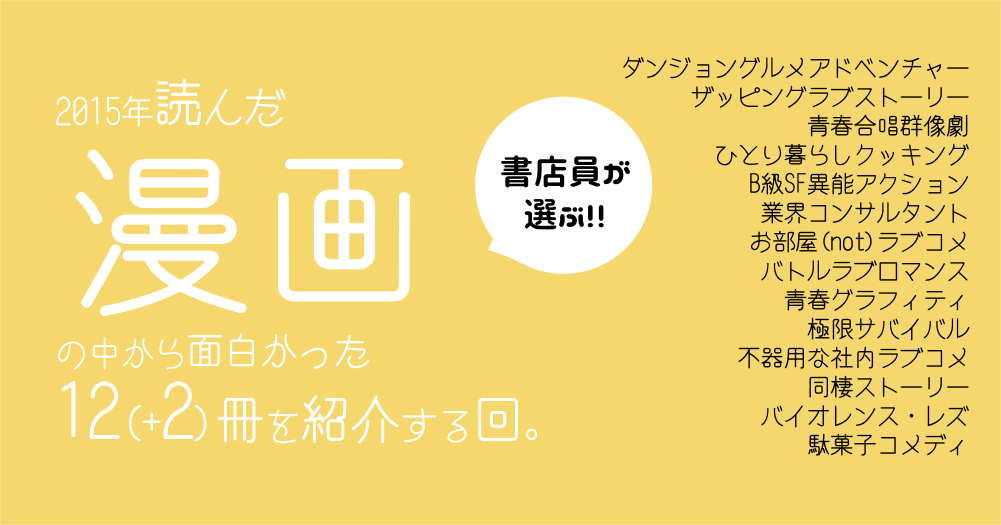 2015年読んだ
漫画
の中から面白かった
12(+2)冊を紹介する回。
書店員が
選ぶ!!
ダンジョングルメアドベンチャー
ザッピングラブストーリー
青春合唱群像劇
ひとり暮らしクッキング
B級SF異能アクション
業界コンサルタント
お部屋(not)ラブコメ
バトルラブロマンス
青春グラフィティ
極限サバイバル
不器用な社内ラブコメ
同棲ストーリー
バイオレンス・レズ
駄菓子コメディ